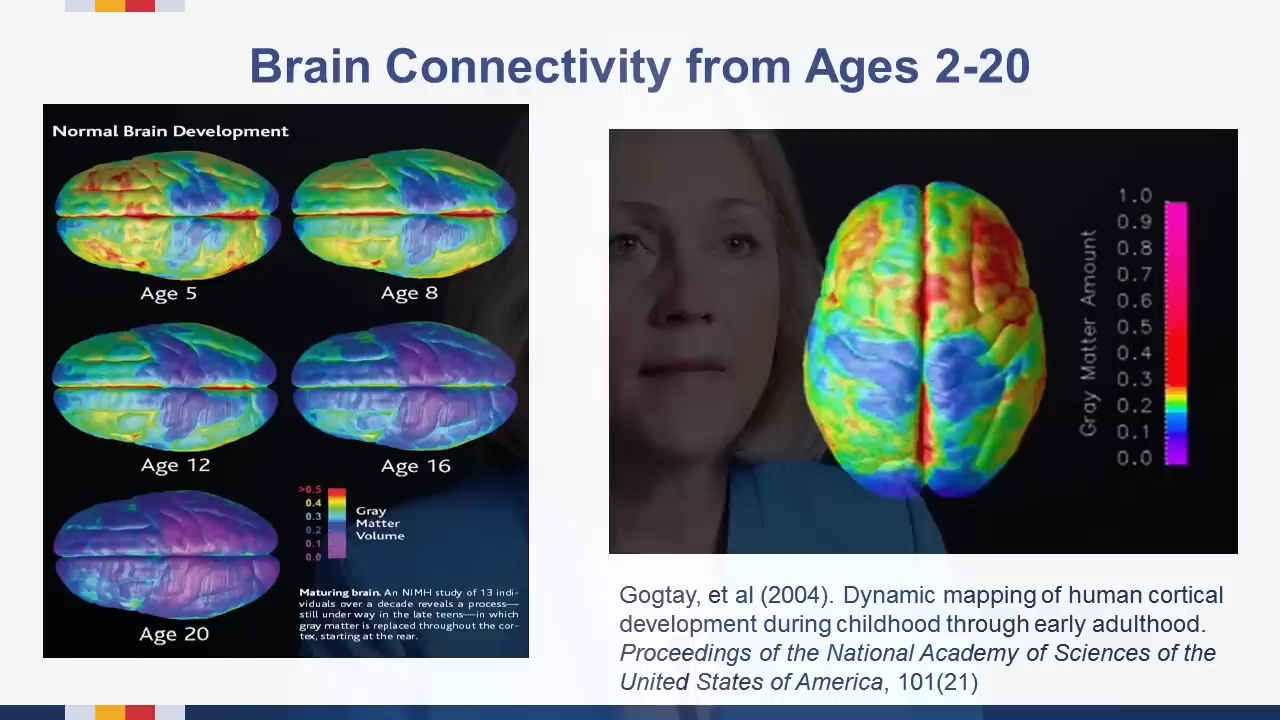 Brain Connectivity from Ages 2-20
Normal Brain Development
Age 5
Age 8
Age 12
Age 16
Age 20
>0.5
0.4
0.3
0.2
0.1
0.0
Gray
Matter
Volume
Maturing brain. An NIMH study of 13 indi-
viduals over a decade reveals a process—
still under way in the late teens—in which
gray matter is replaced throughout the cor-
tex, starting at the rear.
Gray Matter Amount
1.0
0.9
0.8
0.7
0.6
0.5
0.4
0.3
0.2
0.1
0.0
Gogtay, et al (2004). Dynamic mapping of human cortical
development during childhood through early adulthood.
Proceedings of the National Academy of Sciences of the
United States of America, 101(21)